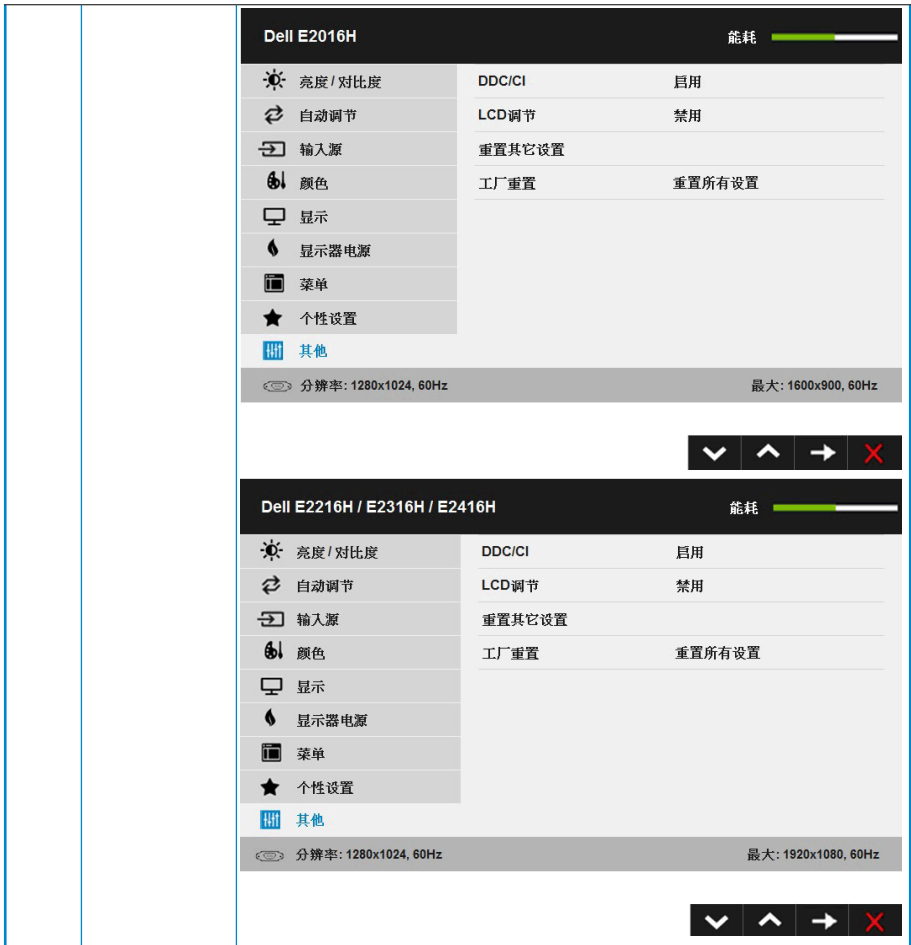 Dell E2016H 能耗
亮度/对比度 DDC/CI 启用
自动调节 LCD调节 禁用
输入源 重置其它设置
颜色 工厂重置 重置所有设置
显示
显示器电源
菜单
个性设置
其他
分辨率: 1280x1024, 60Hz 最大: 1600x900, 60Hz
Dell E2216H / E2316H / E2416H 能耗
亮度/对比度 DDC/CI 启用
自动调节 LCD调节 禁用
输入源 重置其它设置
颜色 工厂重置 重置所有设置
显示
显示器电源
菜单
个性设置
其他
分辨率: 1280x1024, 60Hz 最大: 1920x1080, 60Hz